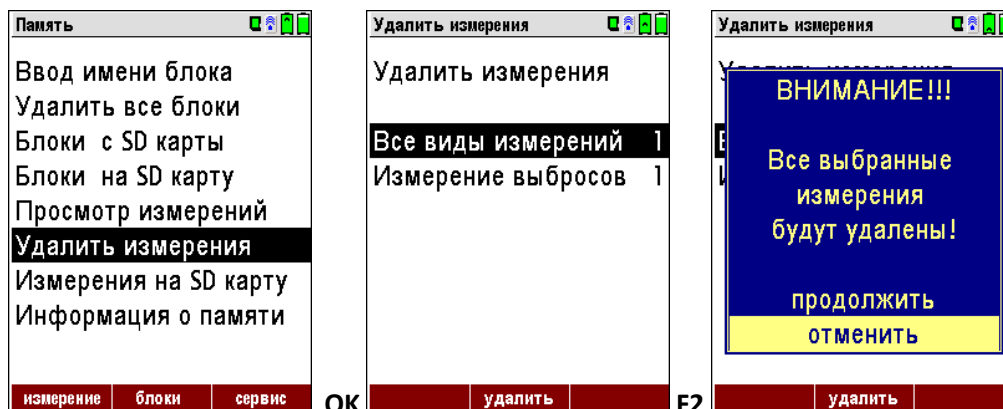 Память
Ввод имени блока
Удалить все блоки
Блоки с SD карты
Блоки на SD карту
Просмотр измерений
Удалить измерения
Измерения на SD карту
Информация о памяти
измерение блоки сервис
OK
Удалить измерения
Удалить измерения
Все виды измерений 1
Измерение выбросов 1
удалить
F2
Удалить измерения
ВНИМАНИЕ!!!
Все выбранные
измерения
будут удалены!
продолжить
отменить
удалить